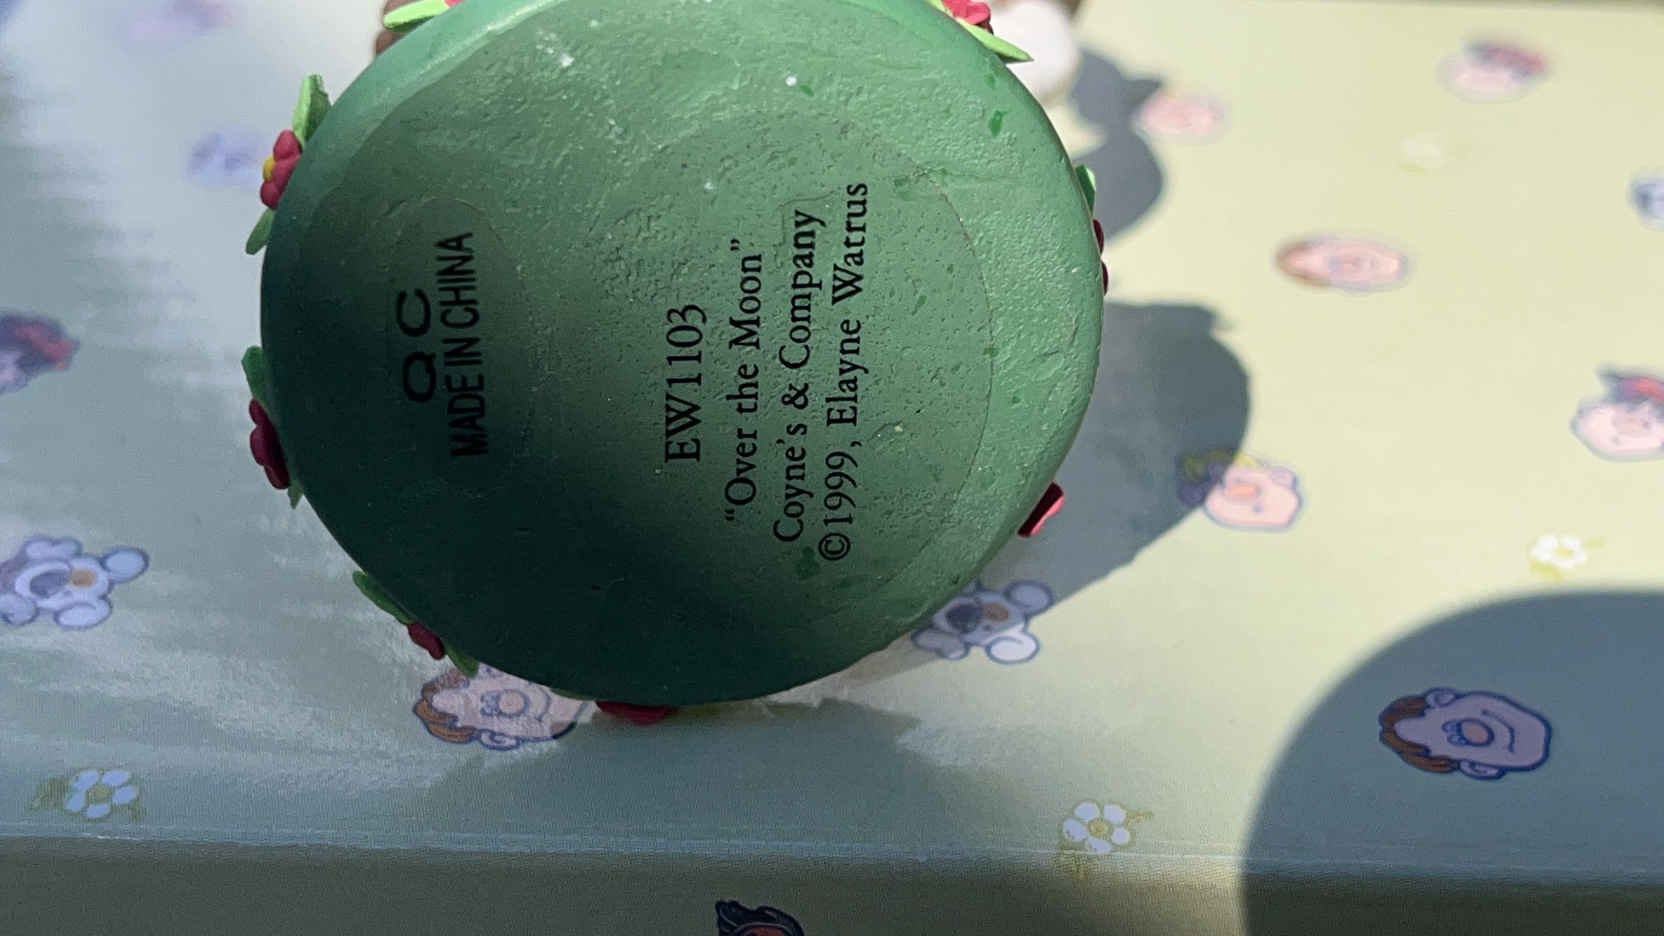 QC
MADE IN CHINA
EW1103
“Over the Moon”
Coyne's & Company
©1999, Elayne Watrus